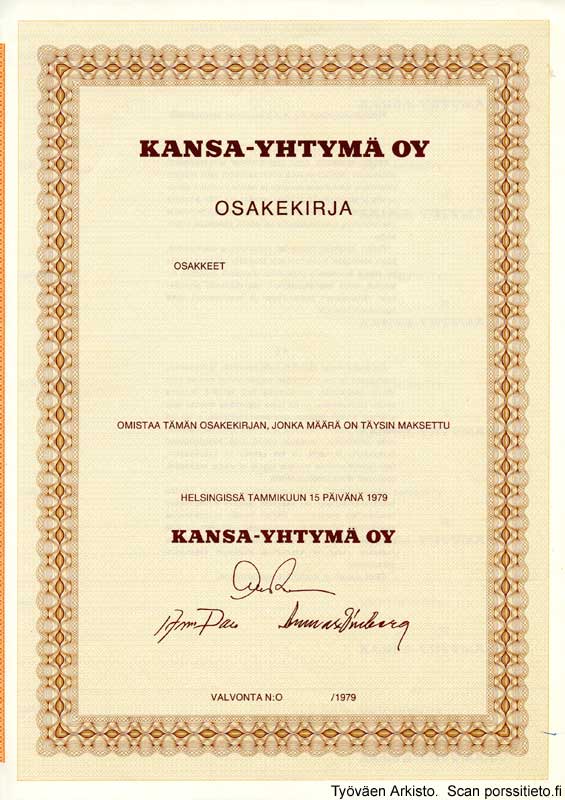 KANSA-YHTYMÄ OY
OSAKEKIRJA
OSAKKEET
OMISTAA TÄMÄN OSAKEKIRJAN, JONKA MÄÄRÄ ON TÄYSIN MAKSETTU
HELSINGISSÄ TAMMIKUUN 15 PÄIVÄNÄ 1979
KANSA-YHTYMÄ OY
VALVONTA N:O /1979
Työväen Arkisto. Scan porssitieto.fi